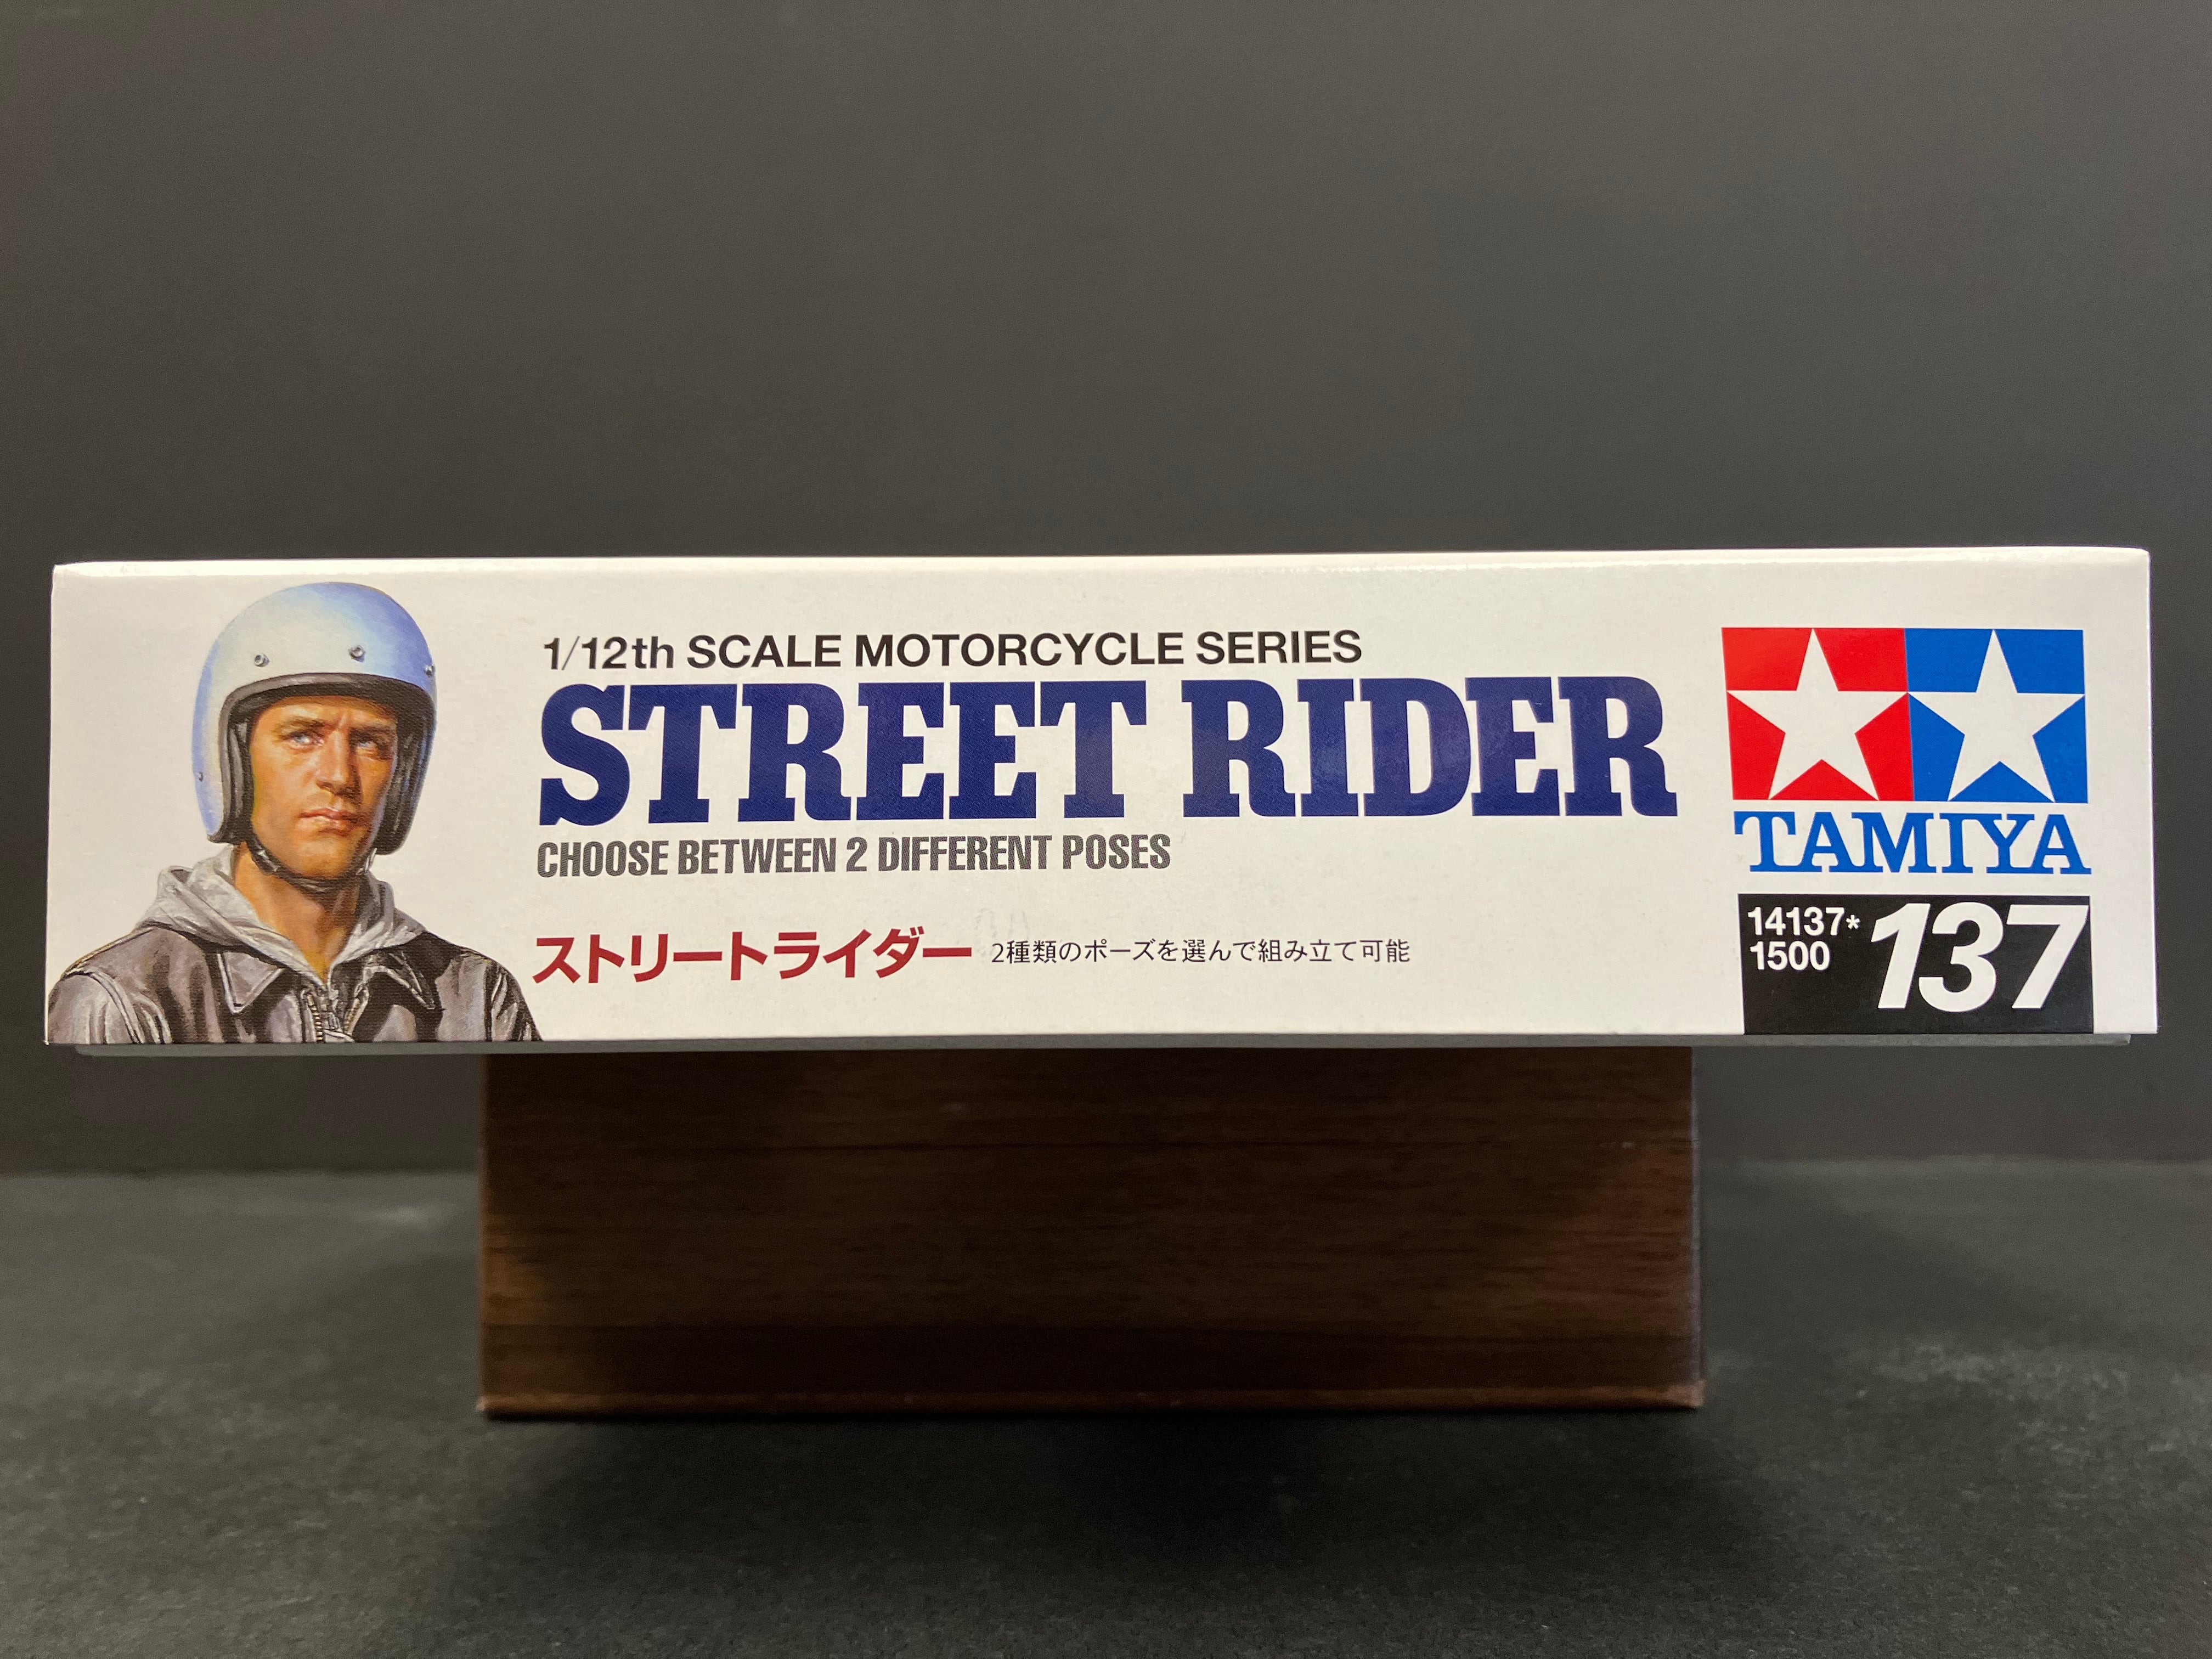 1/12th SCALE MOTORCYCLE SERIES
STREET RIDER
CHOOSE BETWEEN 2 DIFFERENT POSES
ストリートライダー 2種類のポーズを選んで組み立て可能
TAMIYA
14137*
1500
137